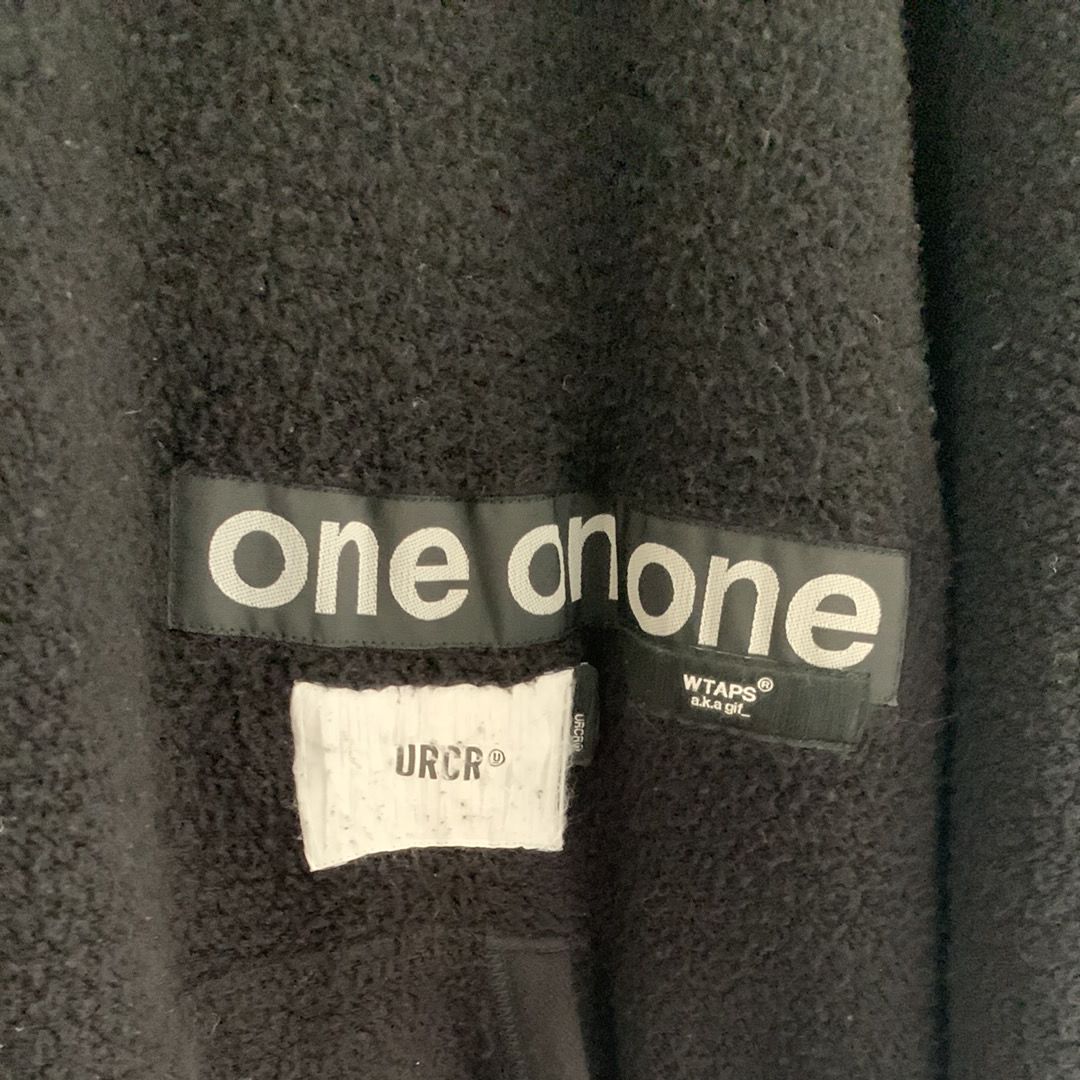 one on one
WTAPS®
a.k.a gif_
URCR Ⓤ
URCR®